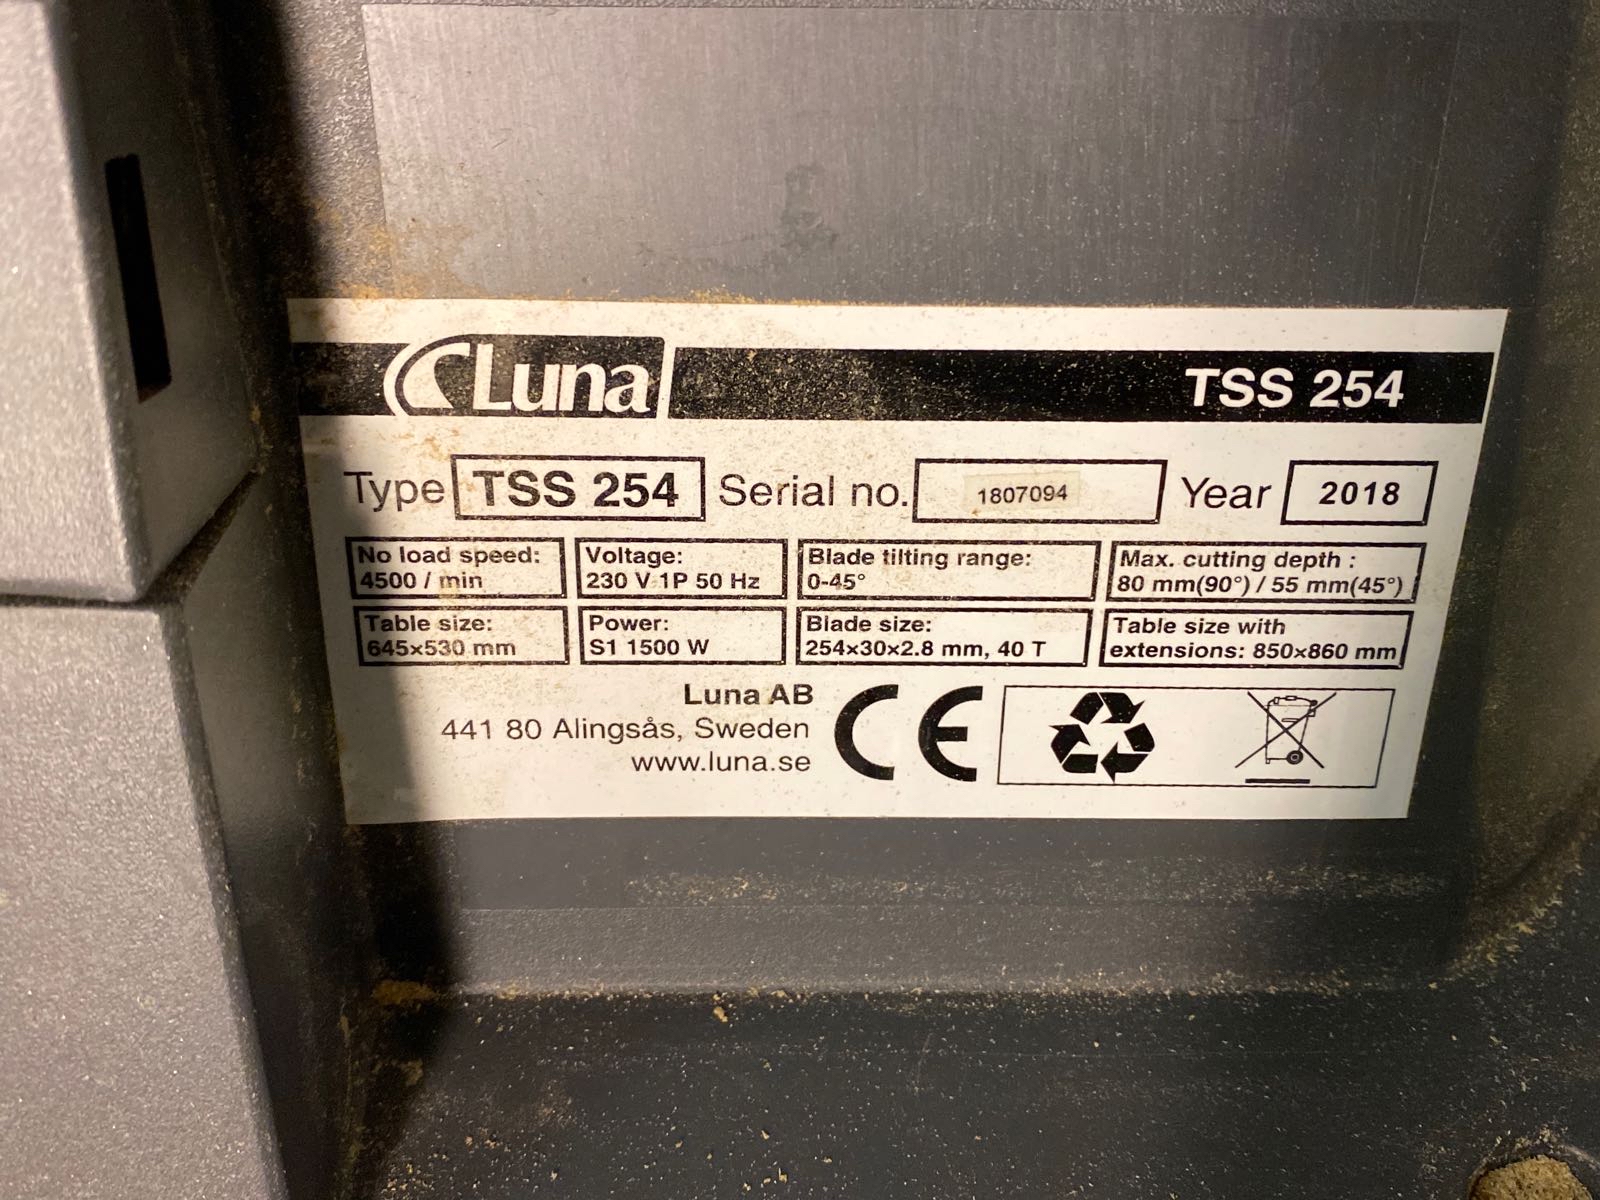 Luna TSS 254
Type TSS 254 Serial no. 1807094 Year 2018
No load speed:
4500 / min
Voltage:
230 V 1P 50 Hz
Blade tilting range:
0-45°
Max. cutting depth :
80 mm(90°) / 55 mm(45°)
Table size:
645×530 mm
Power:
S1 1500 W
Blade size:
254×30×2.8 mm, 40 T
Table size with
extensions: 850×860 mm
Luna AB
441 80 Alingsås, Sweden
www.luna.se
CE